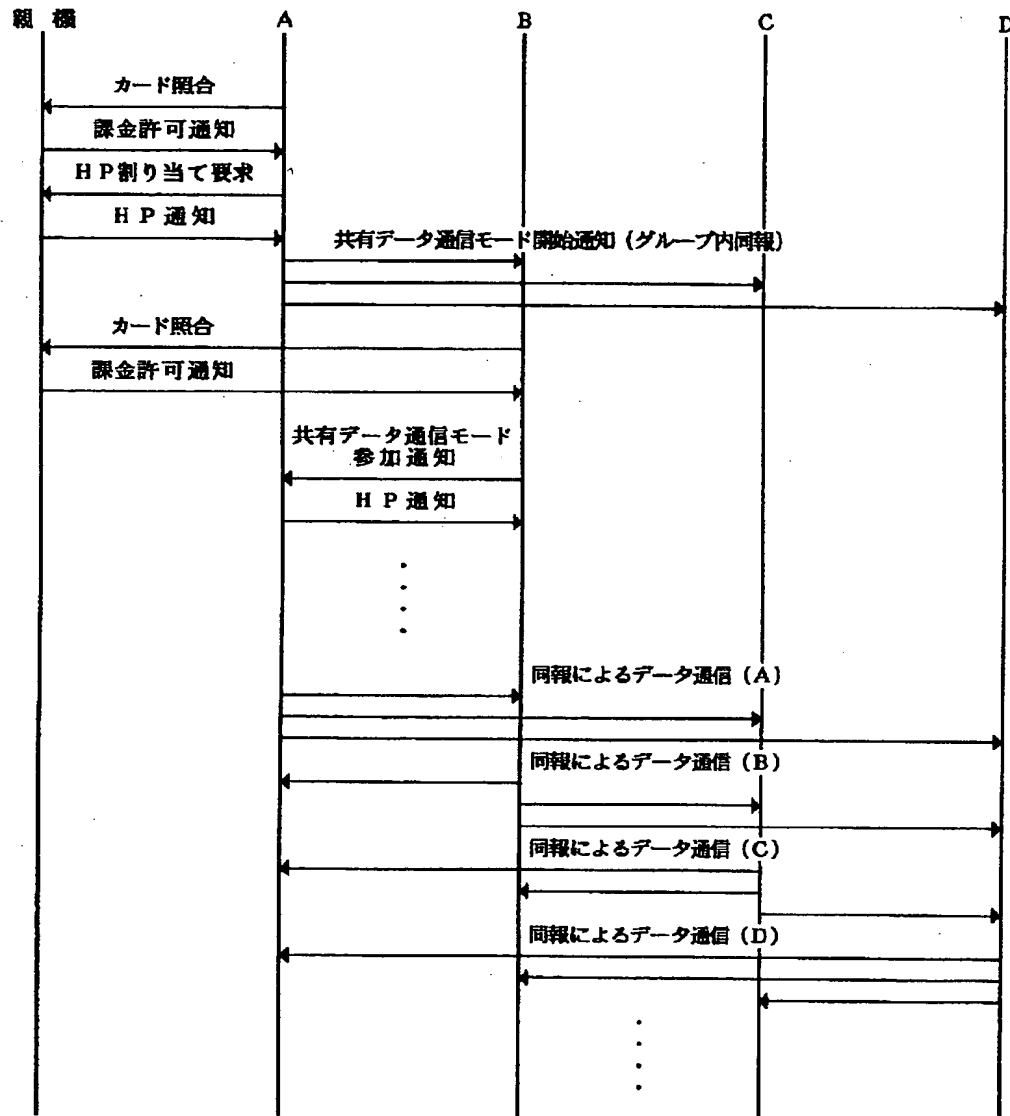 親 機 A B C D
カード照合
課金許可通知
HP割り当て要求
HP通知
共有データ通信モード開始通知(グループ内同報)
カード照合
課金許可通知
共有データ通信モード
参加通知
HP通知
同報によるデータ通信(A)
同報によるデータ通信(B)
同報によるデータ通信(C)
同報によるデータ通信(D)